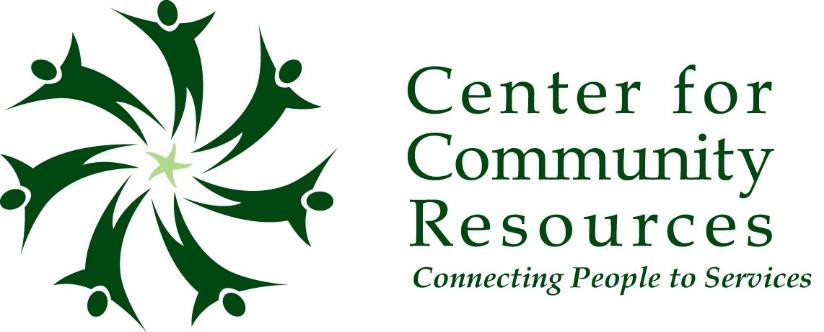 Center for
Community
Resources
Connecting People to Services